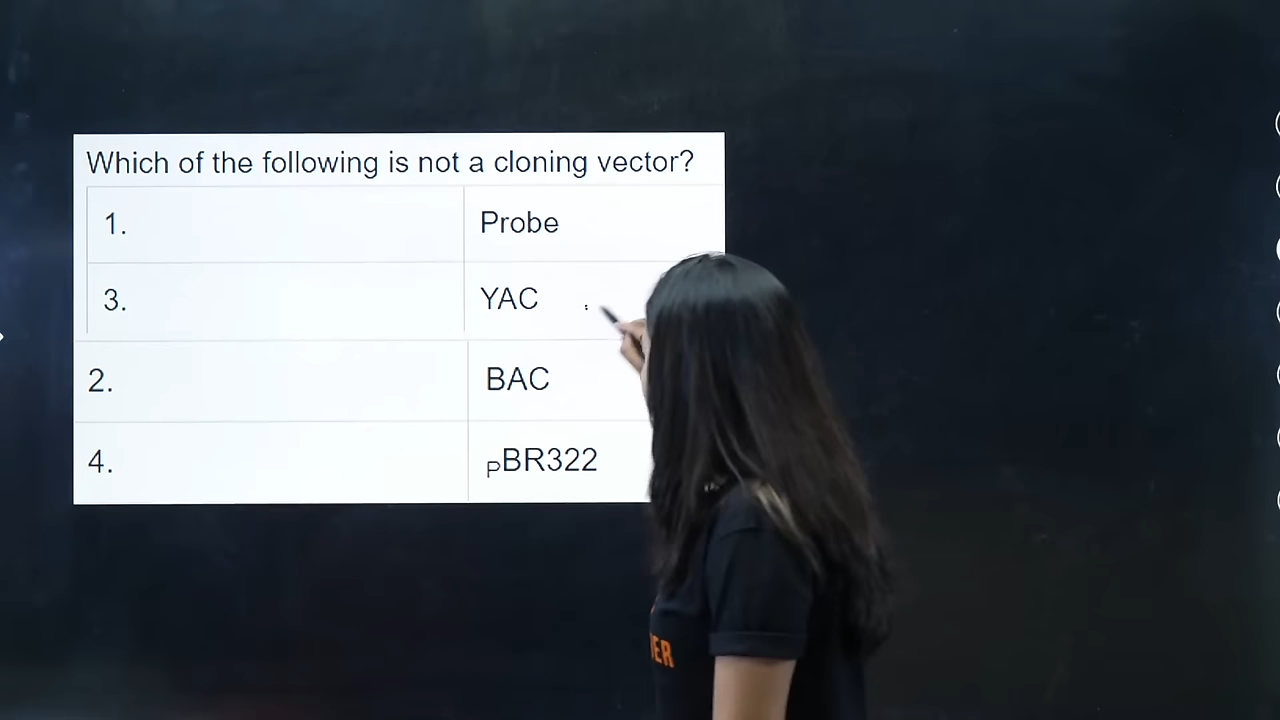 Which of the following is not a cloning vector?
1. Probe
3. YAC
2. BAC
4. PBR322